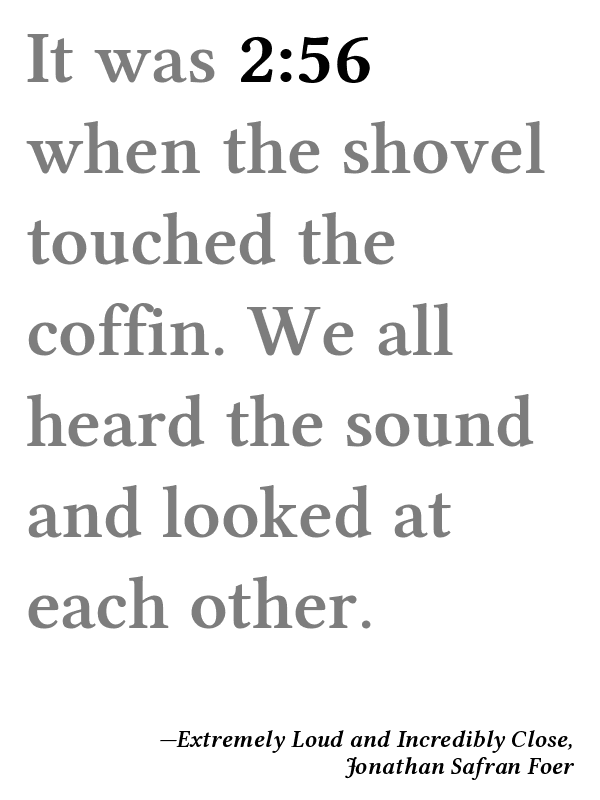 It was 2:56
when the shovel
touched the
coffin. We all
heard the sound
and looked at
each other.
—Extremely Loud and Incredibly Close,
Jonathan Safran Foer